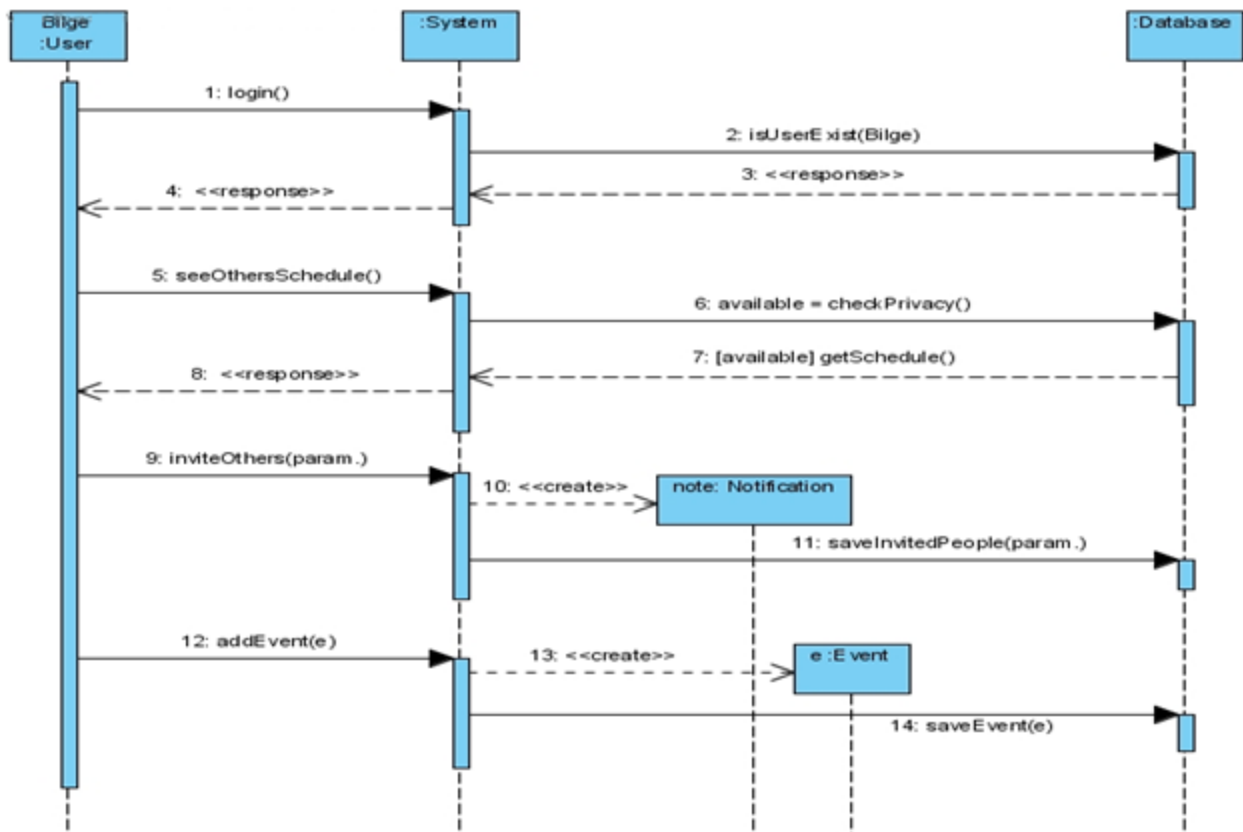 Bilge
:User
:System
:Database
1: login()
2: isUserExist(Bilge)
3: <<response>>
4: <<response>>
5: seeOthersSchedule()
6: available = checkPrivacy()
7: [available] getSchedule()
8: <<response>>
9: inviteOthers(param.)
10: <<create>>
note: Notification
11: saveInvitedPeople(param.)
12: addEvent(e)
13: <<create>>
e :Event
14: saveEvent(e)